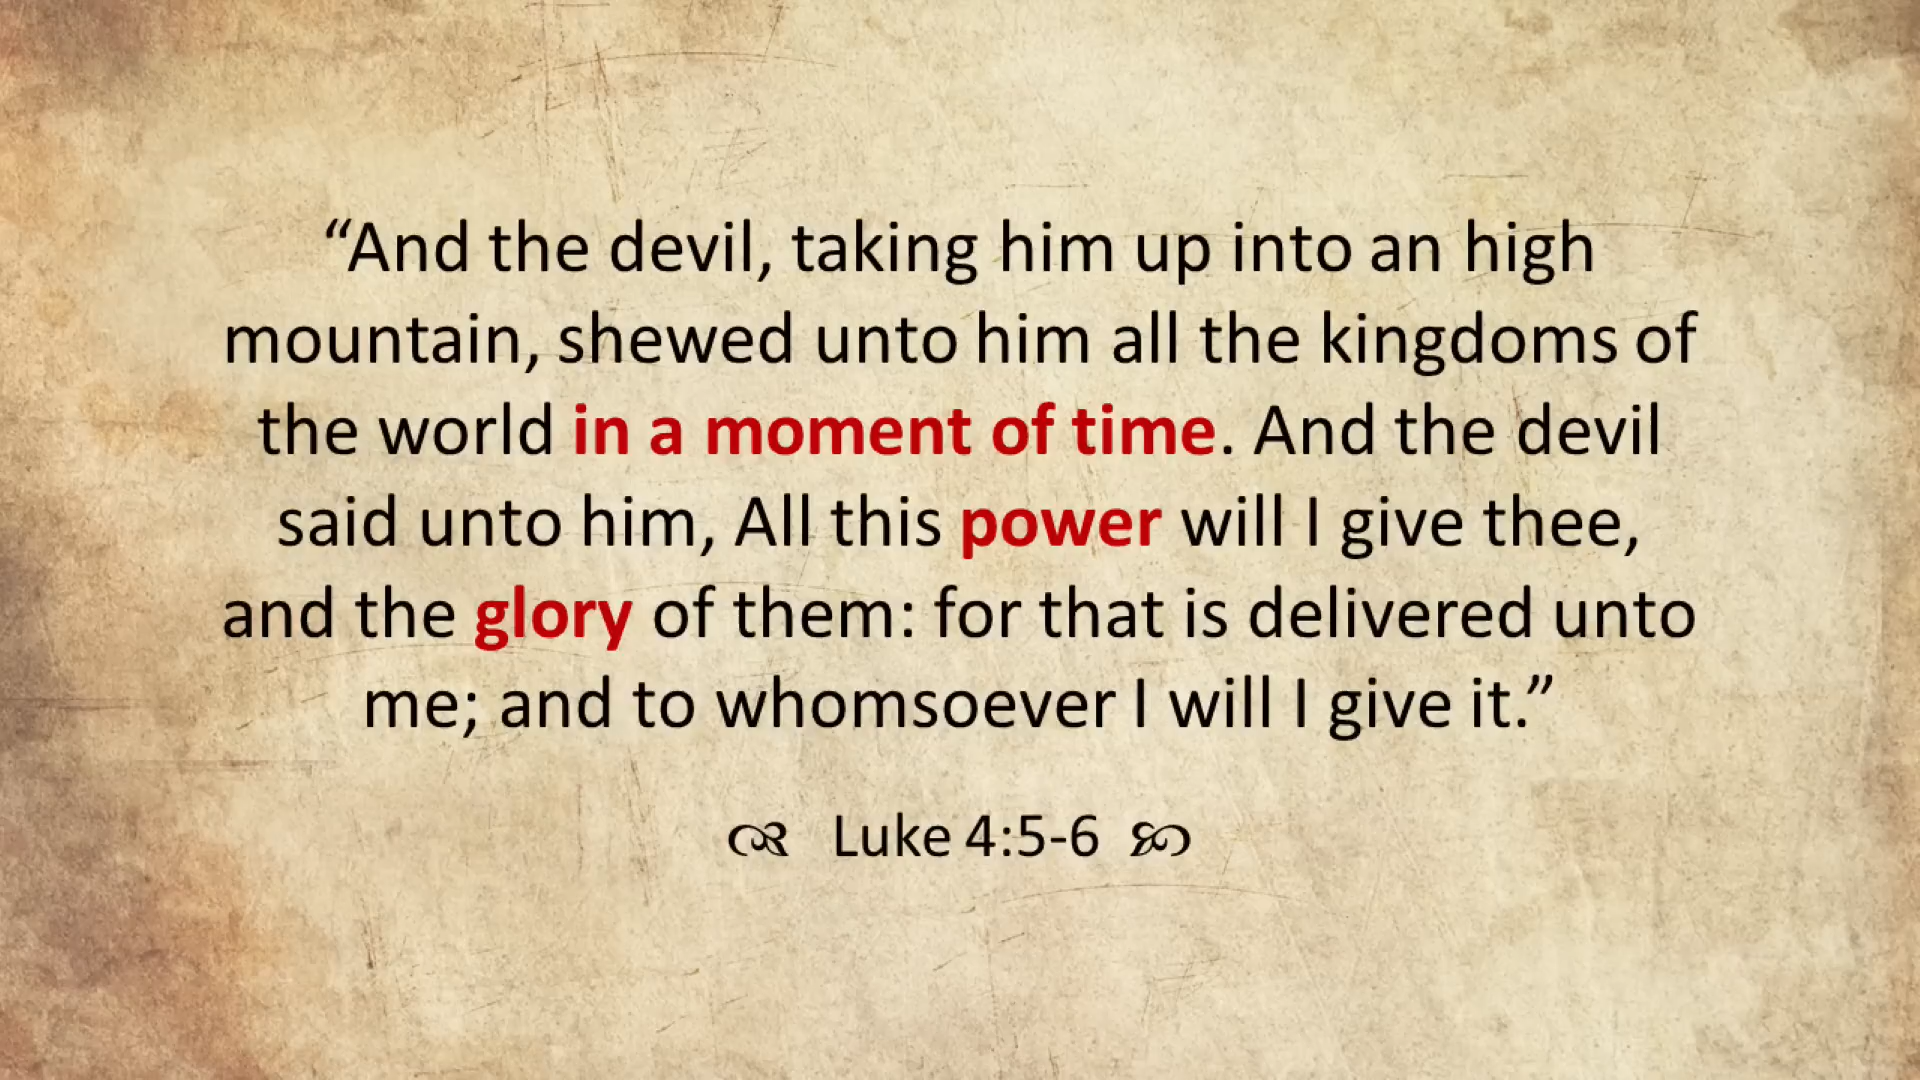 “And the devil, taking him up into an high
mountain, shewed unto him all the kingdoms of
the world in a moment of time. And the devil
said unto him, All this power will I give thee,
and the glory of them: for that is delivered unto
me; and to whomsoever I will I give it.”
Luke 4:5-6